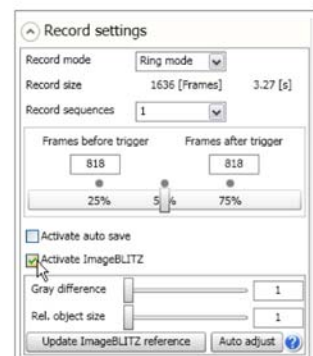 Record settings
Record mode Ring mode
Record size 1636 [Frames] 3.27 [s]
Record sequences 1
Frames before trigger Frames after trigger
818 818
25% 5 % 75%
Activate auto save
Activate ImageBLITZ
Gray difference 1
Rel. object size 1
Update ImageBLITZ reference Auto adjust ?